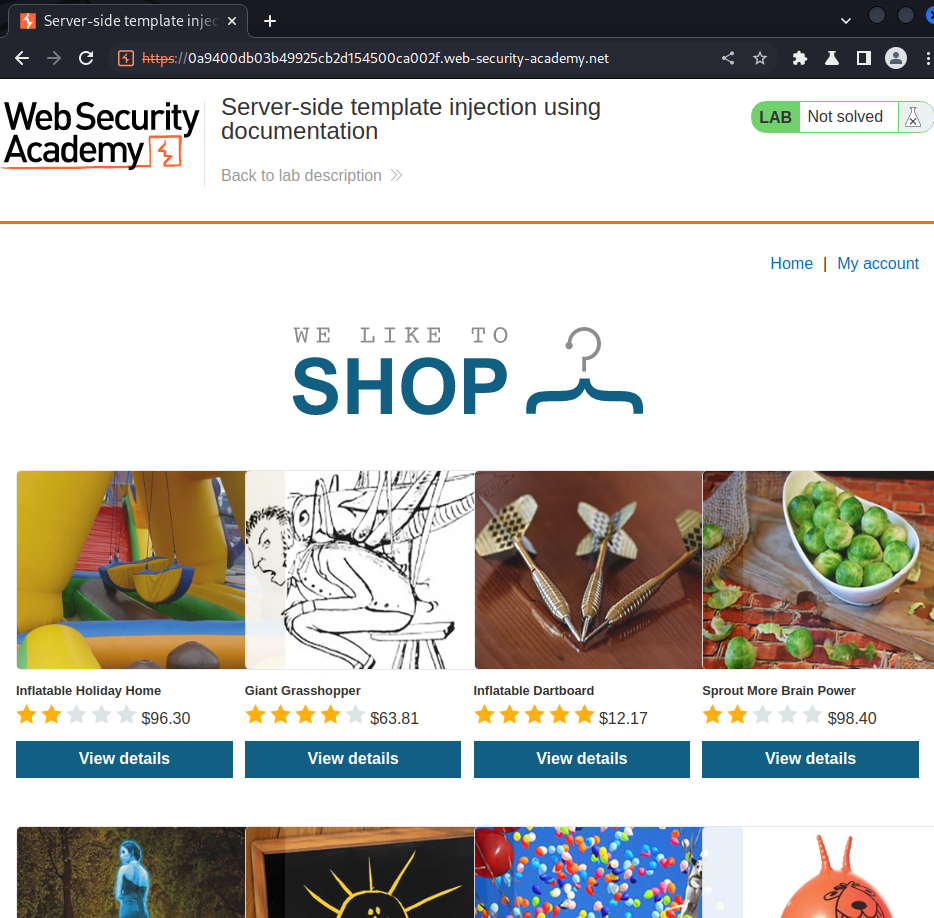 Server-side template injec
https://0a9400db03b49925cb2d154500ca002f.web-security-academy.net
Web Security
Academy
Server-side template injection using
documentation
Back to lab description
LAB Not solved
Home | My account
WE LIKE TO
SHOP
Inflatable Holiday Home
$96.30
View details
Giant Grasshopper
$63.81
View details
Inflatable Dartboard
$12.17
View details
Sprout More Brain Power
$98.40
View details